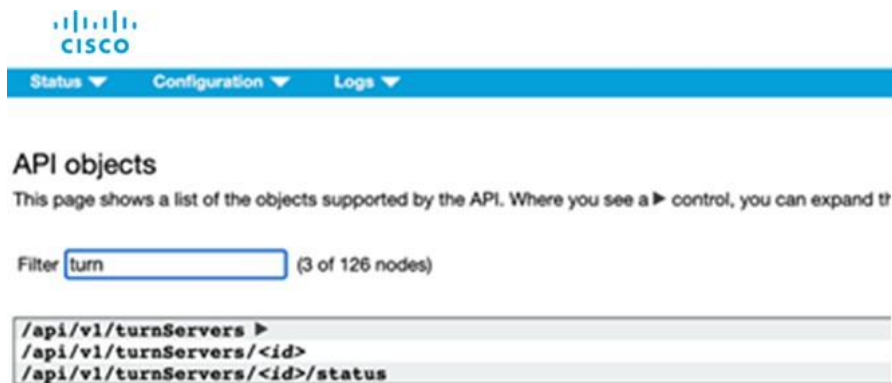 CISCO
Status Configuration Logs
API objects
This page shows a list of the objects supported by the API. Where you see a ▶ control, you can expand
Filter turn (3 of 126 nodes)
/api/v1/turnServers ▶
/api/v1/turnServers/<id>
/api/v1/turnServers/<id>/status